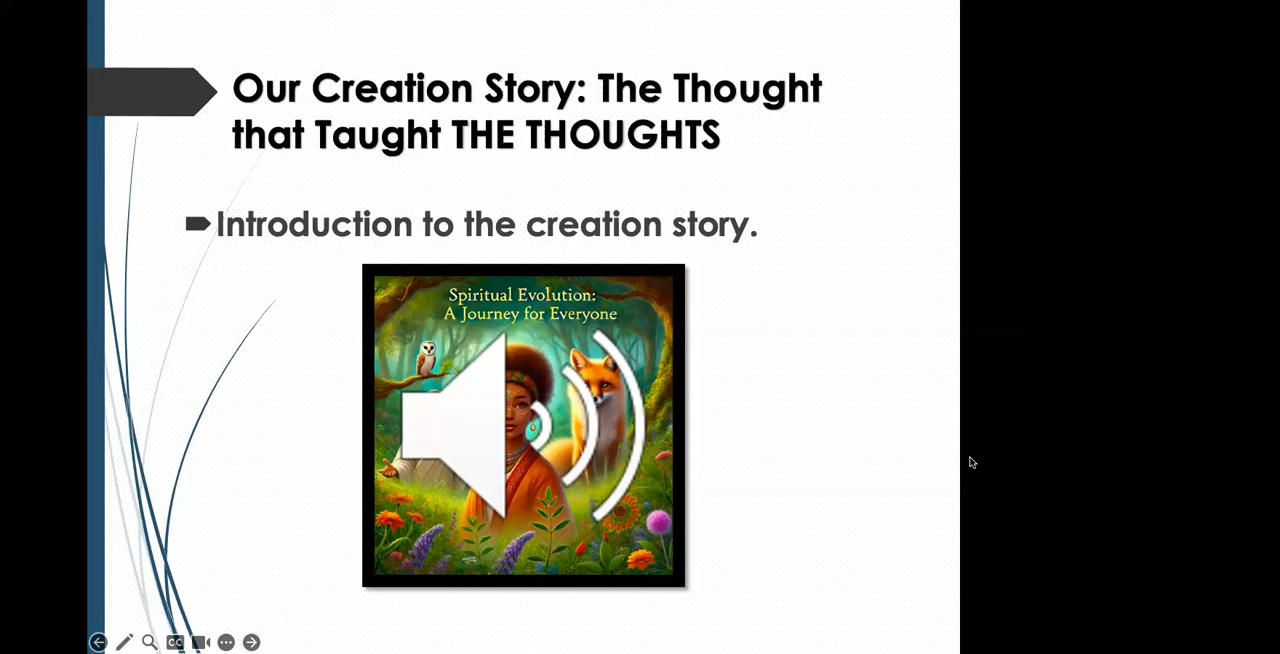 Our Creation Story: The Thought
that Taught THE THOUGHTS
Introduction to the creation story.
Spiritual Evolution:
A Journey for Everyone
CC